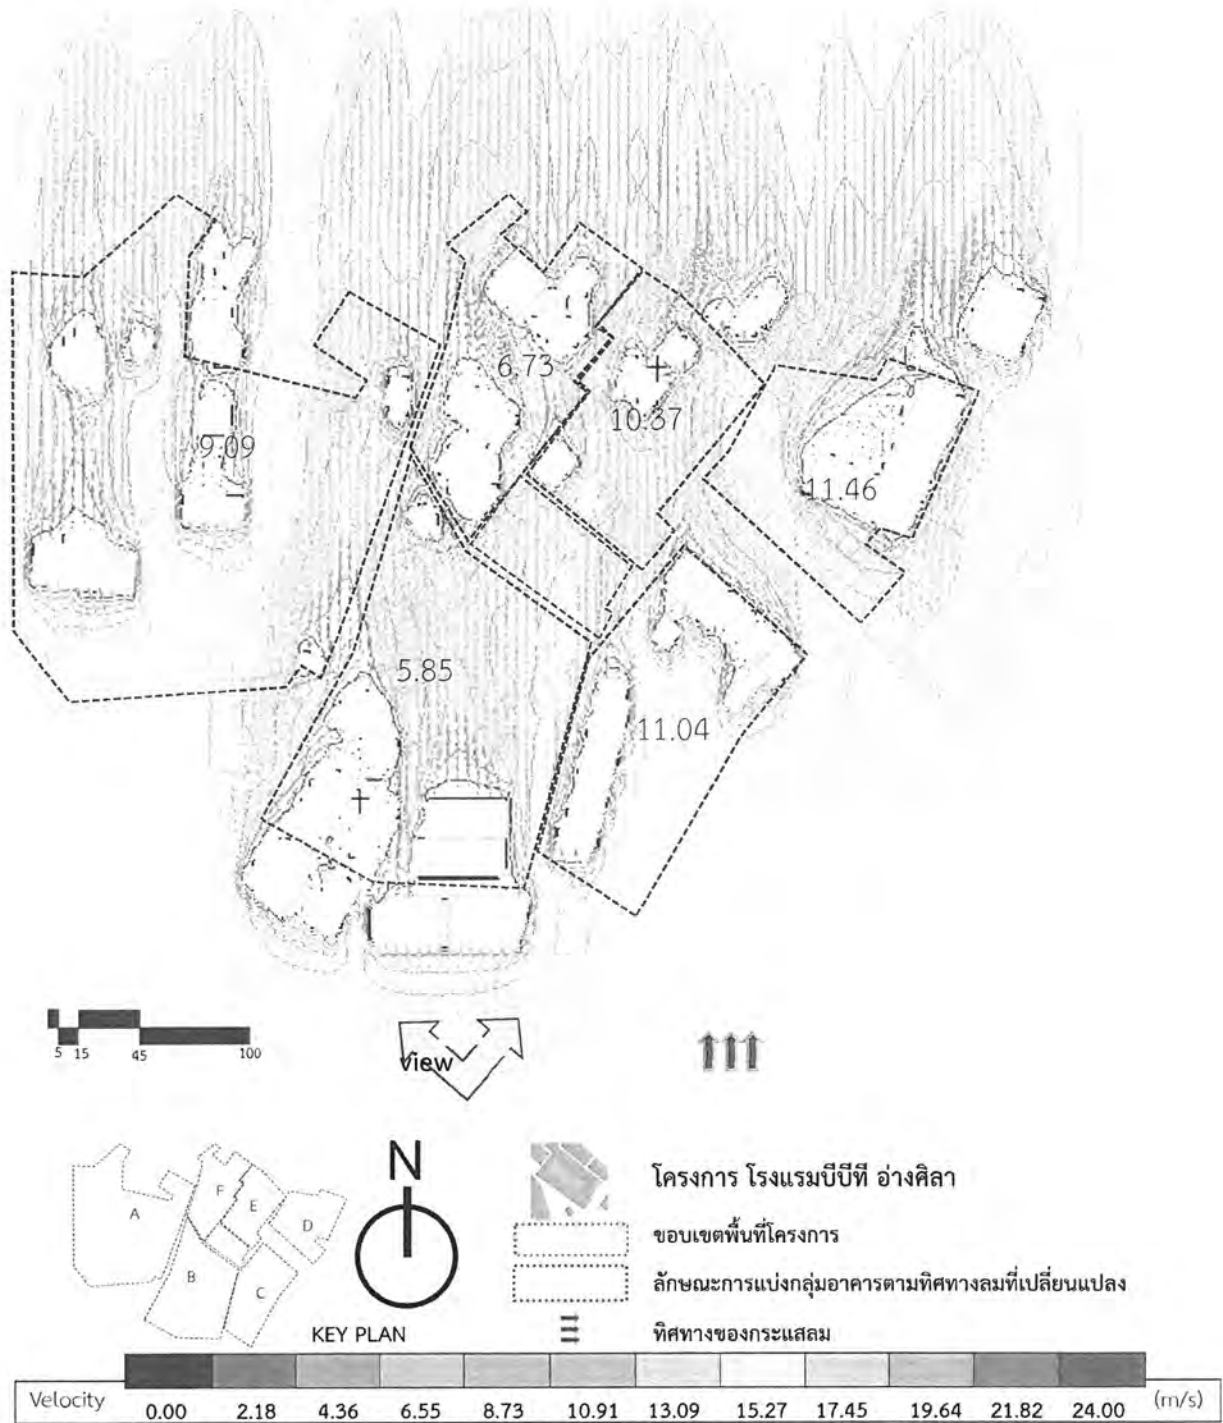 6.73
10.37
9.09
11.46
5.85
11.04
5 15 45 100
view
N
A
F
E
D
B
C
KEY PLAN
โครงการ โรงแรมบีบีที อ่างศิลา
ขอบเขตพื้นที่โครงการ
ลักษณะการแบ่งกลุ่มอาคารตามทิศทางลมที่เปลี่ยนแปลง
ทิศทางของกระแสลม
Velocity 0.00 2.18 4.36 6.55 8.73 10.91 13.09 15.27 17.45 19.64 21.82 24.00 (m/s)